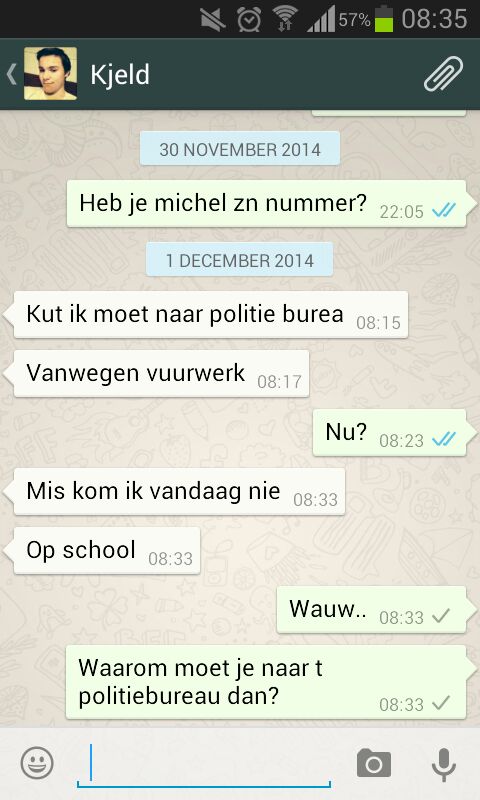 57% 08:35
Kjeld
30 NOVEMBER 2014
Heb je michel zn nummer? 22:05
1 DECEMBER 2014
Kut ik moet naar politie burea 08:15
Vanwegen vuurwerk 08:17
Nu? 08:23
Mis kom ik vandaag nie 08:33
Op school 08:33
Wauw.. 08:33
Waarom moet je naar t
politiebureau dan? 08:33